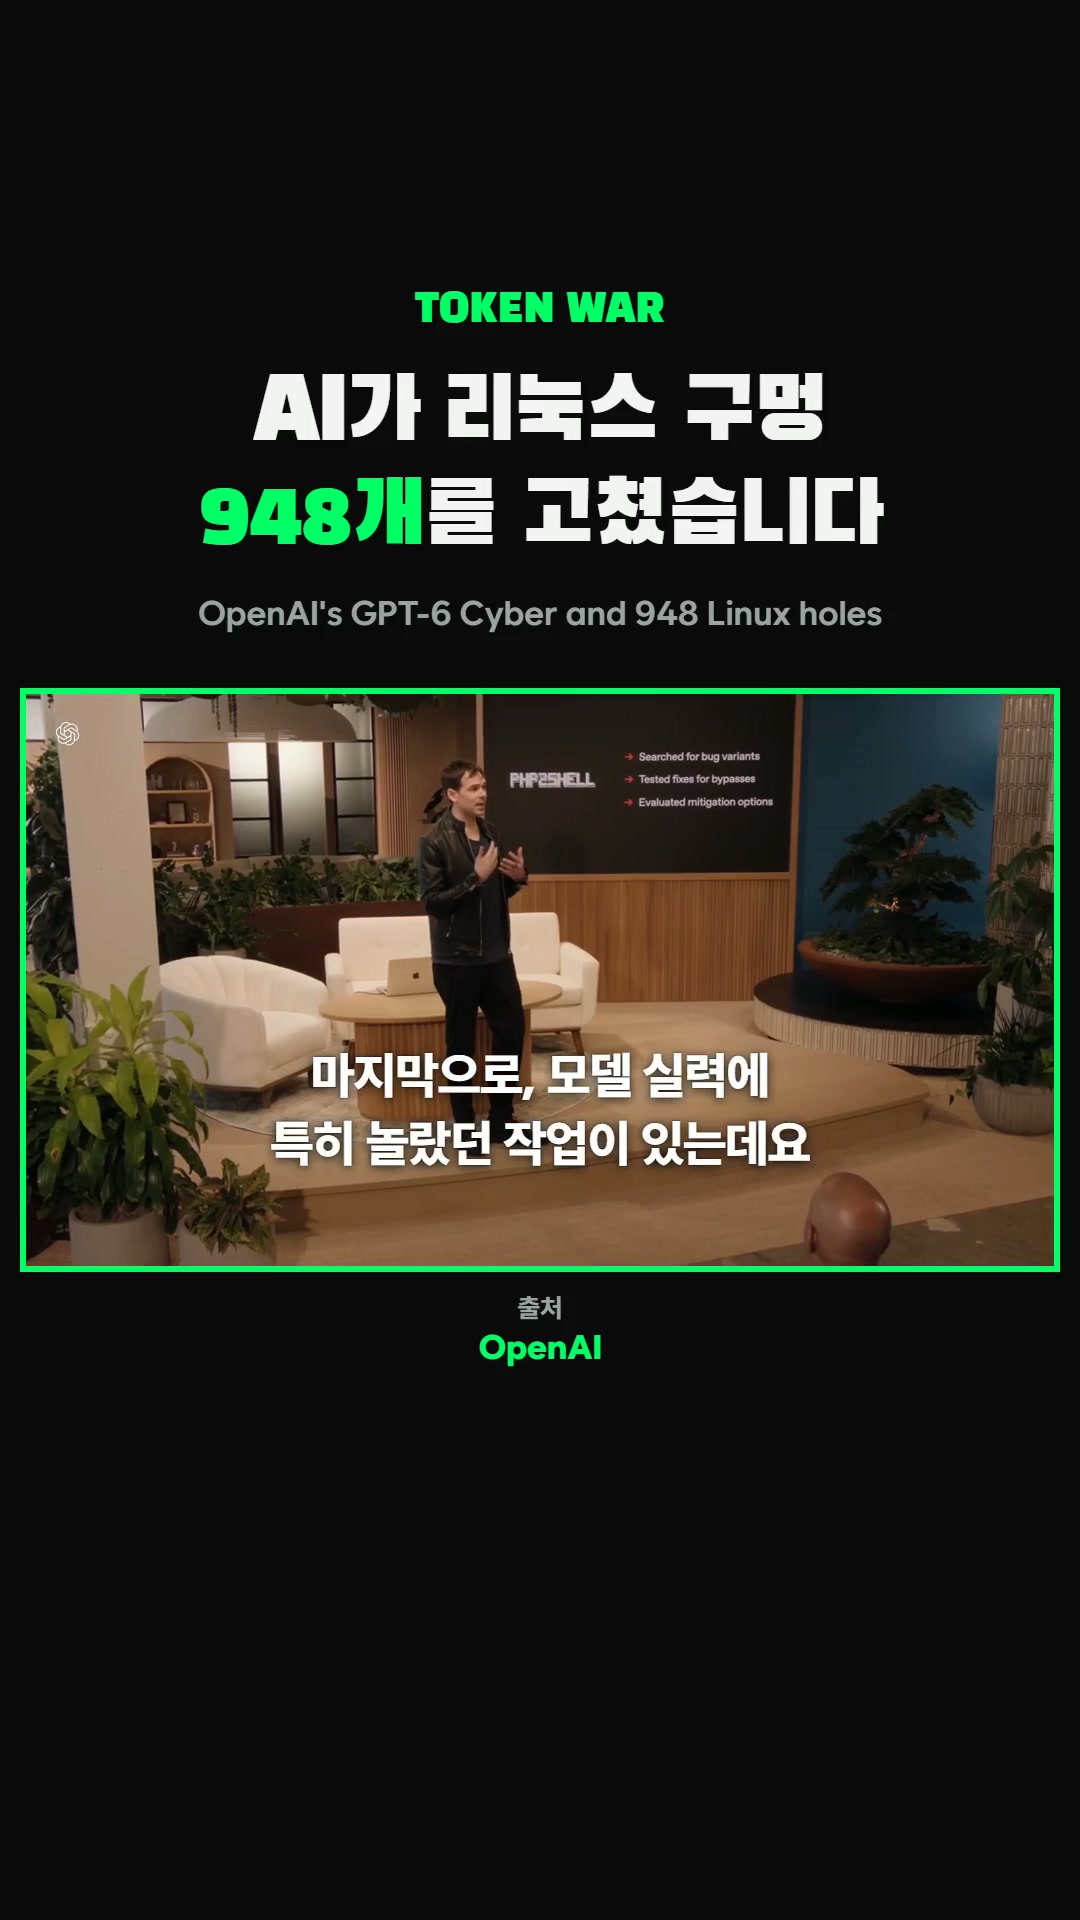 TOKEN WAR
AI가 리눅스 구멍
948개를 고쳤습니다
OpenAI's GPT-6 Cyber and 948 Linux holes
PHP2SHELL
→ Searched for bug variants
→ Tested fixes for bypasses
→ Evaluated mitigation options
마지막으로, 모델 실력에
특히 놀랐던 작업이 있는데요
출처
OpenAI